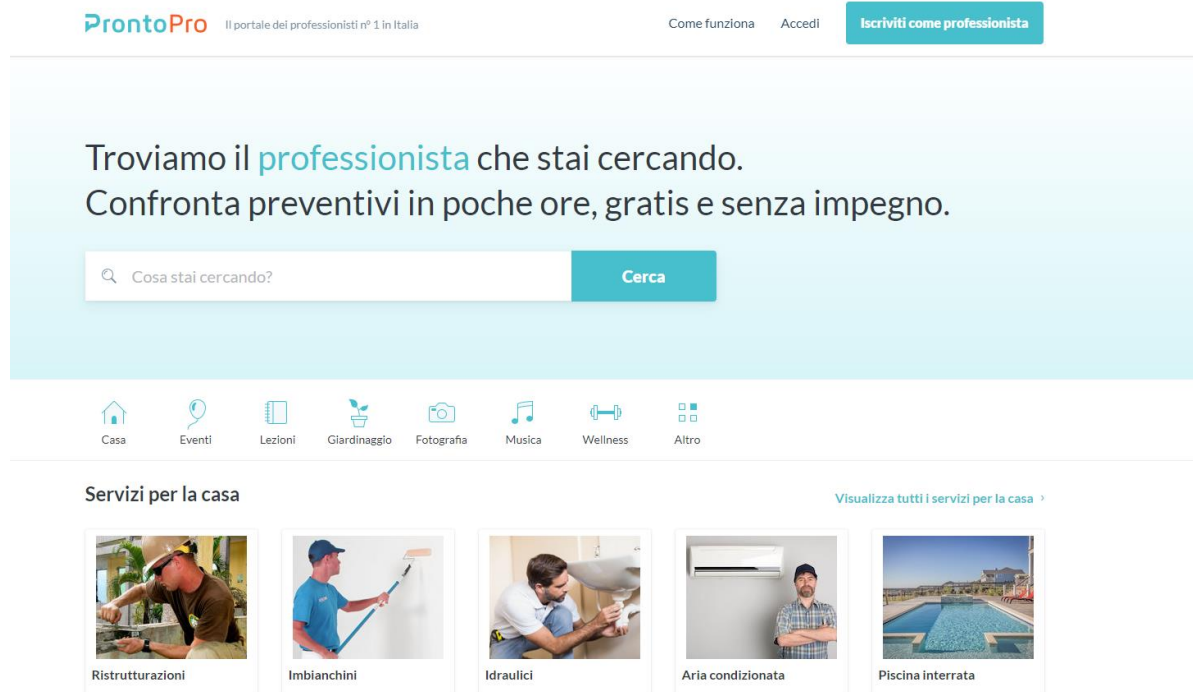 ProntoPro Il portale dei professionisti n° 1 in Italia Come funziona Accedi Iscriviti come professionista
Troviamo il professionista che stai cercando.
Confronta preventivi in poche ore, gratis e senza impegno.
Cosa stai cercando? Cerca
Casa Eventi Lezioni Giardinaggio Fotografia Musica Wellness Altro
Servizi per la casa Visualizza tutti i servizi per la casa
Ristrutturazioni Imbianchini Idraulici Aria condizionata Piscina interrata